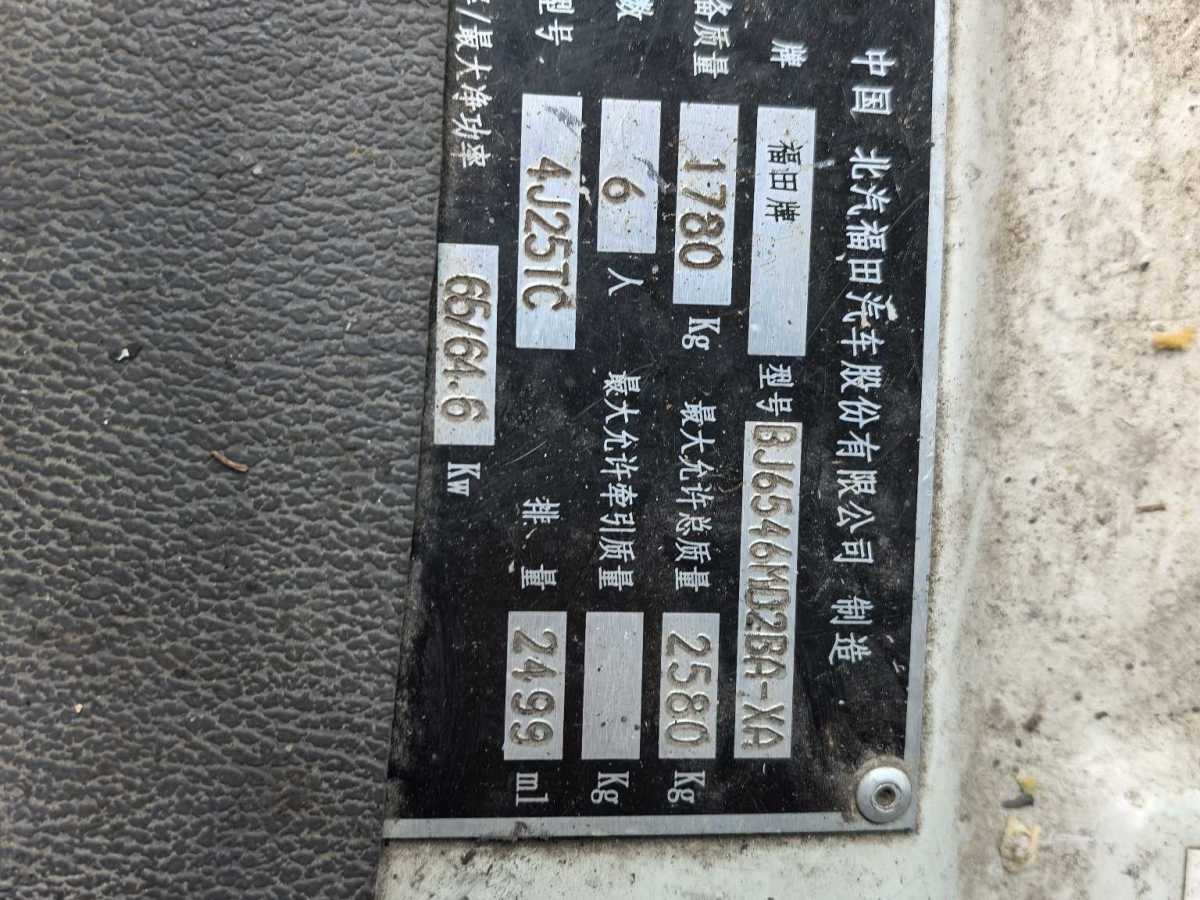 中国 北汽福田汽车股份有限公司 制造
牌 福田牌 型号 BJ6546MD2BA-XA
备质量 1780 Kg 最大允许总质量 2580 Kg
数 6 人 最大允许牵引质量 Kg
型号 4J25TC 排量 2499 ml
/最大净功率 65/64.6 Kw